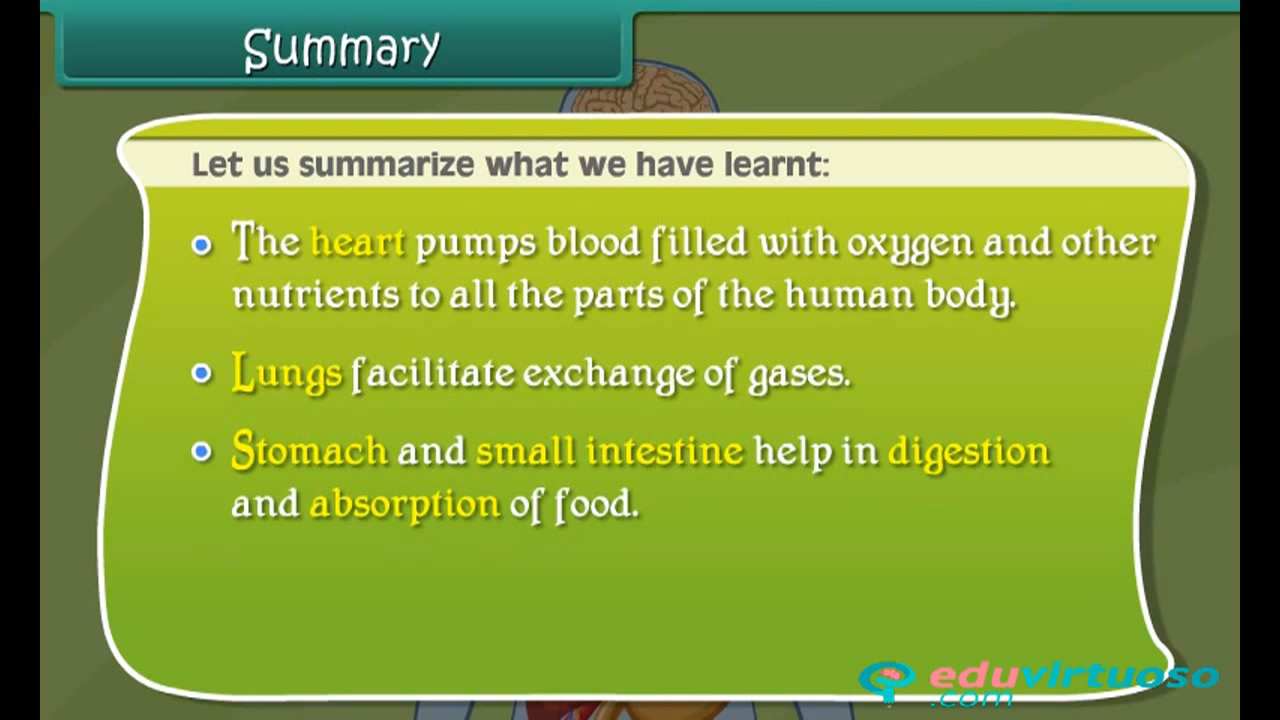 Summary
Let us summarize what we have learnt:
The heart pumps blood filled with oxygen and other
nutrients to all the parts of the human body.
Lungs facilitate exchange of gases.
Stomach and small intestine help in digestion
and absorption of food.
eduvirtuoso
.com